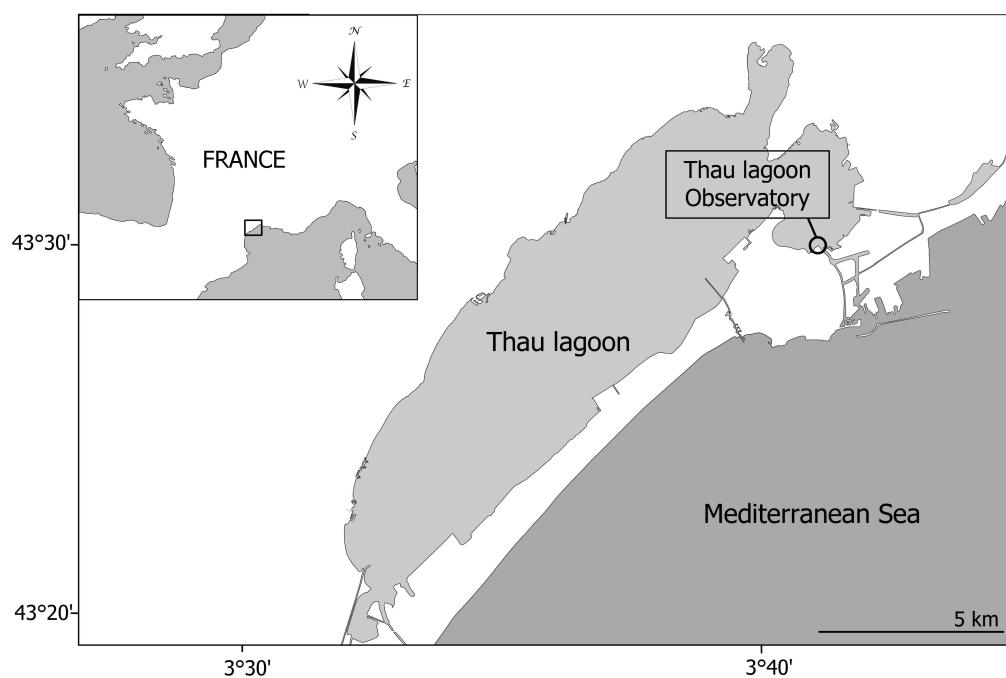 N
W
E
S
FRANCE
Thau lagoon
Observatory
43°30'
Thau lagoon
Mediterranean Sea
43°20'
5 km
3°30'
3°40'